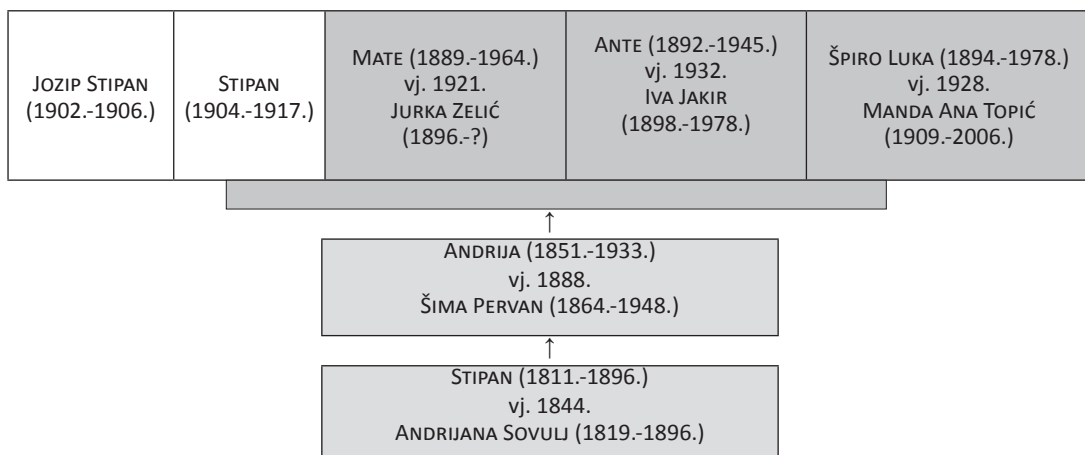 Jozip Stipan
(1902.-1906.)
Stipan
(1904.-1917.)
Mate (1889.-1964.)
vj. 1921.
Jurka Zelić
(1896.-?)
Ante (1892.-1945.)
vj. 1932.
Iva Jakir
(1898.-1978.)
Špiro Luka (1894.-1978.)
vj. 1928.
Manda Ana Topić
(1909.-2006.)
↑
Andrija (1851.-1933.)
vj. 1888.
Šima Pervan (1864.-1948.)
↑
Stipan (1811.-1896.)
vj. 1844.
Andrijana Sovulj (1819.-1896.)